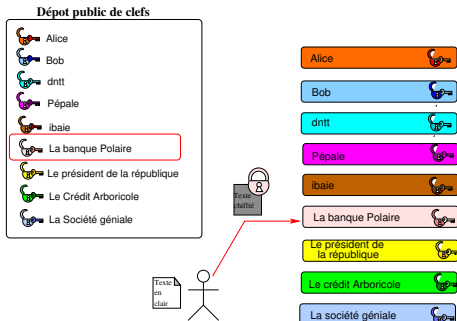 Dépot public de clefs
Alice
Bob
dntt
Pépale
ibaie
La banque Polaire
Le président de la république
Le Crédit Arboricole
La Société géniale
Texte
chiffré
Texte
en
clair
Alice
Bob
dntt
Pépale
ibaie
La banque Polaire
Le président de
la république
Le crédit Arboricole
La société géniale